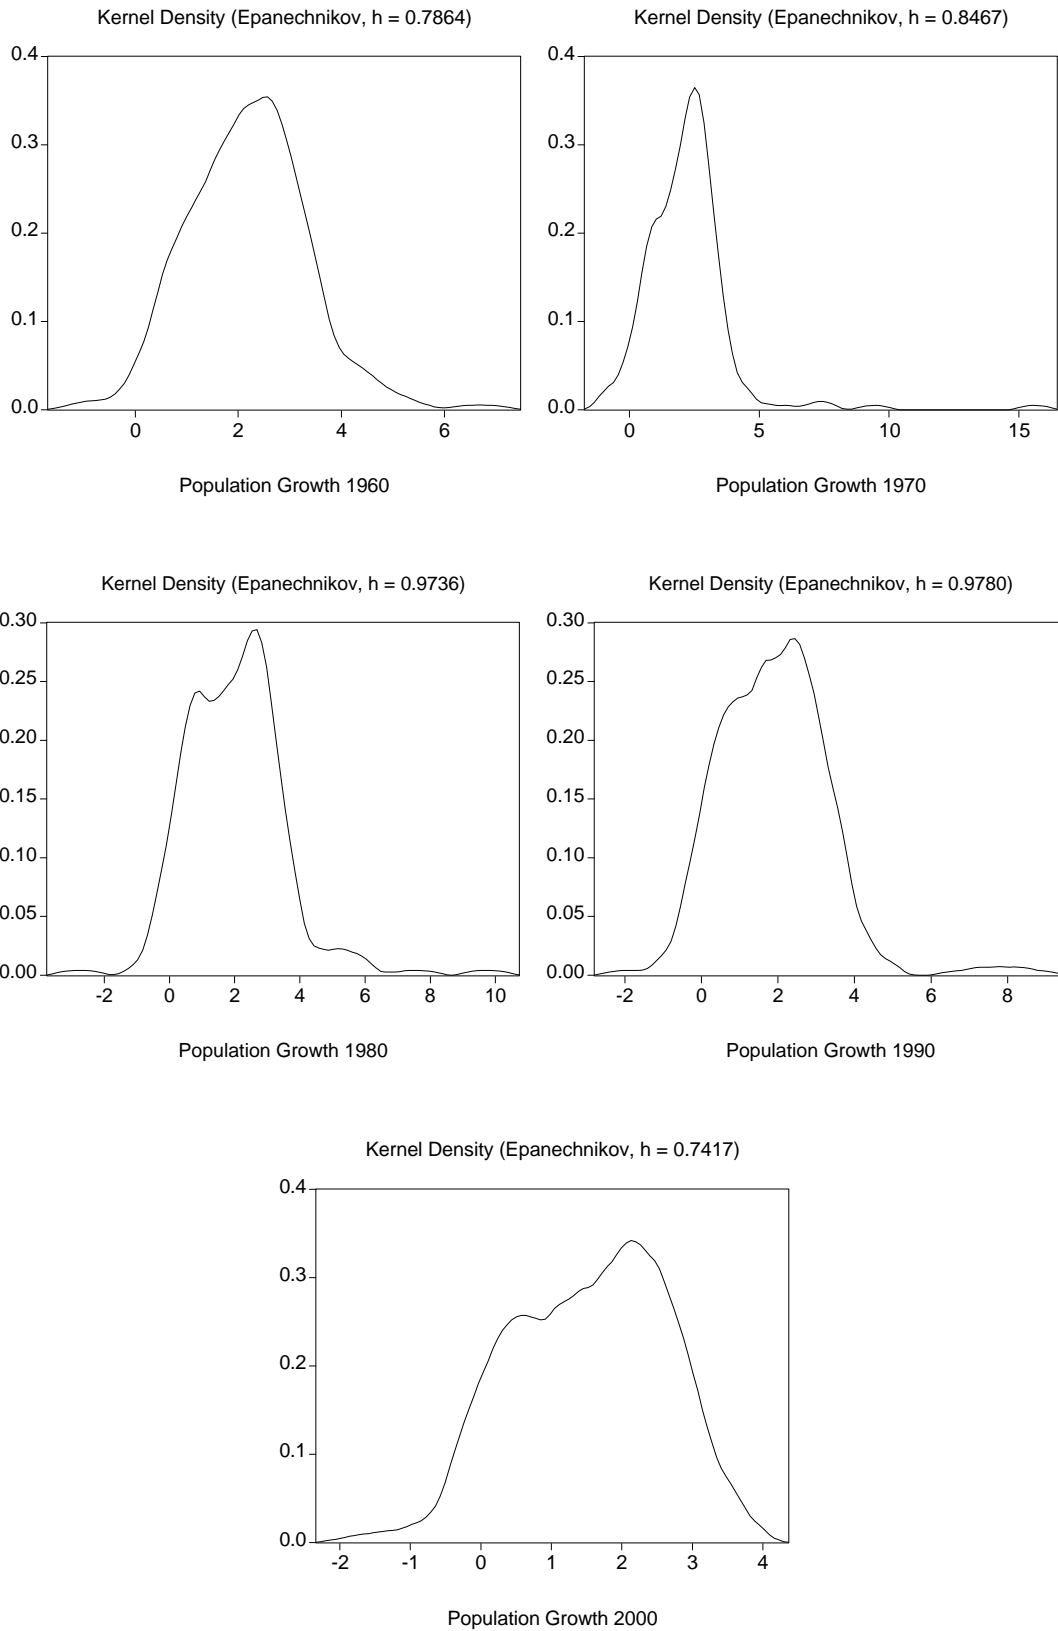 Kernel Density (Epanechnikov, h = 0.7864)
0.4
0.3
0.2
0.1
0.0
0 2 4 6
Population Growth 1960
Kernel Density (Epanechnikov, h = 0.8467)
0.4
0.3
0.2
0.1
0.0
0 5 10 15
Population Growth 1970
Kernel Density (Epanechnikov, h = 0.9736)
0.30
0.25
0.20
0.15
0.10
0.05
0.00
-2 0 2 4 6 8 10
Population Growth 1980
Kernel Density (Epanechnikov, h = 0.9780)
0.30
0.25
0.20
0.15
0.10
0.05
0.00
-2 0 2 4 6 8
Population Growth 1990
Kernel Density (Epanechnikov, h = 0.7417)
0.4
0.3
0.2
0.1
0.0
-2 -1 0 1 2 3 4
Population Growth 2000